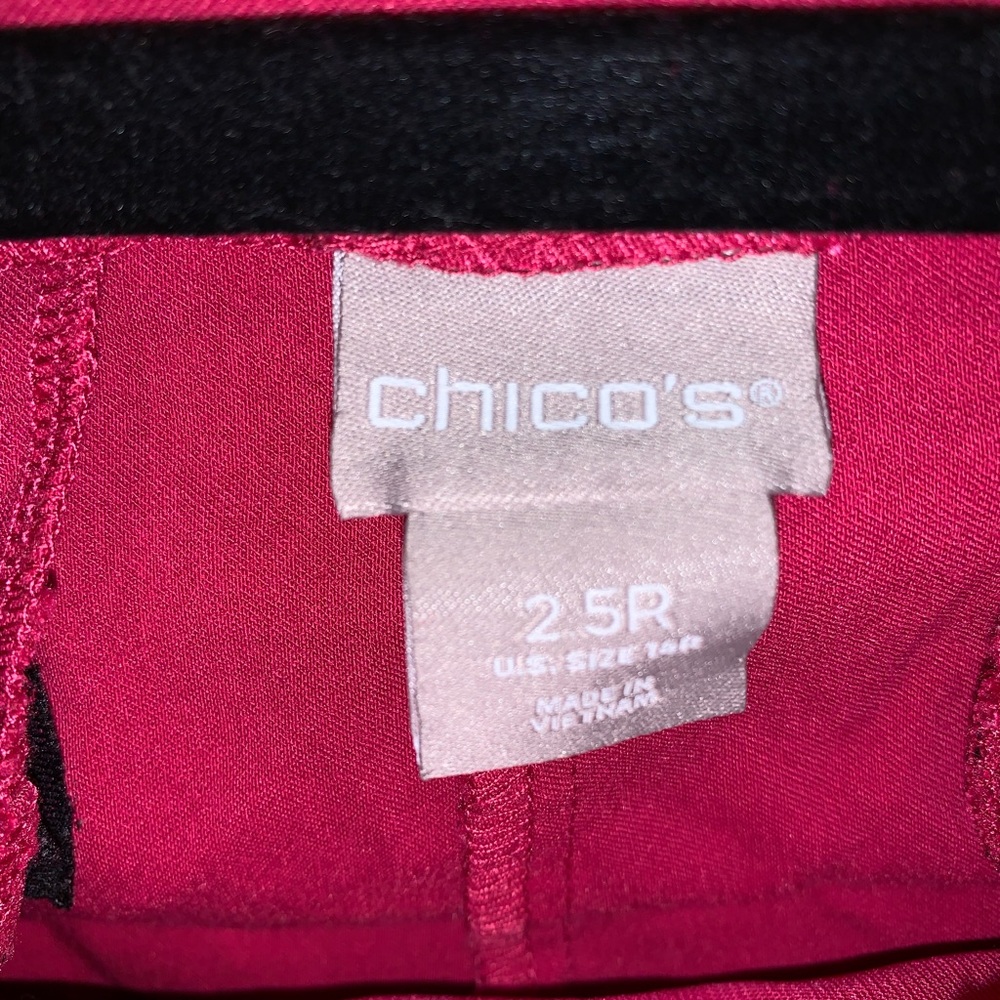 chico's®
2.5R
U.S. SIZE 14R
MADE IN
VIETNAM